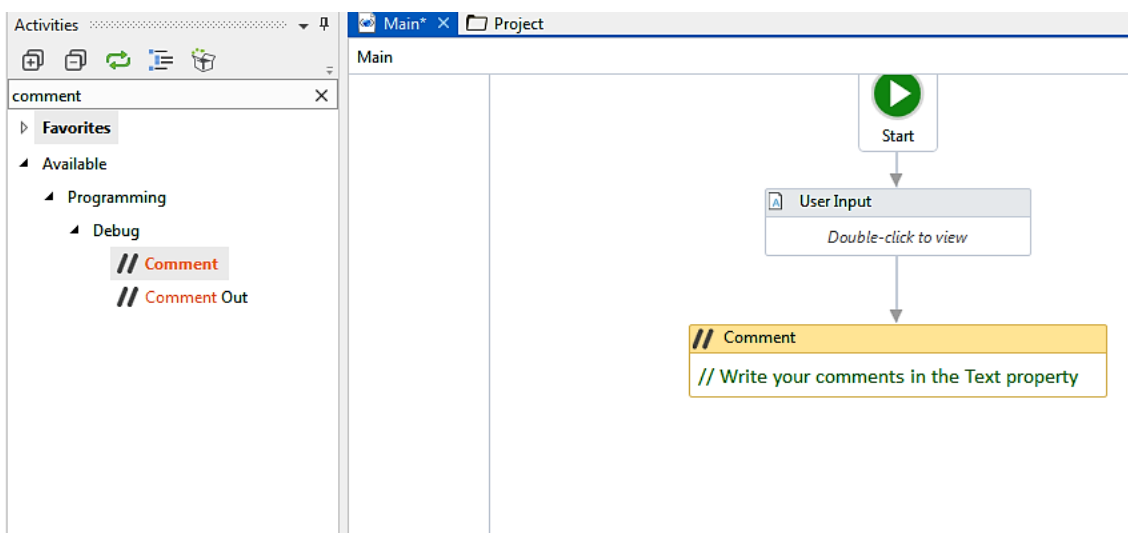 Activities
Main*
Project
Main
comment
Favorites
Available
Programming
Debug
// Comment
// Comment Out
Start
User Input
Double-click to view
// Comment
// Write your comments in the Text property